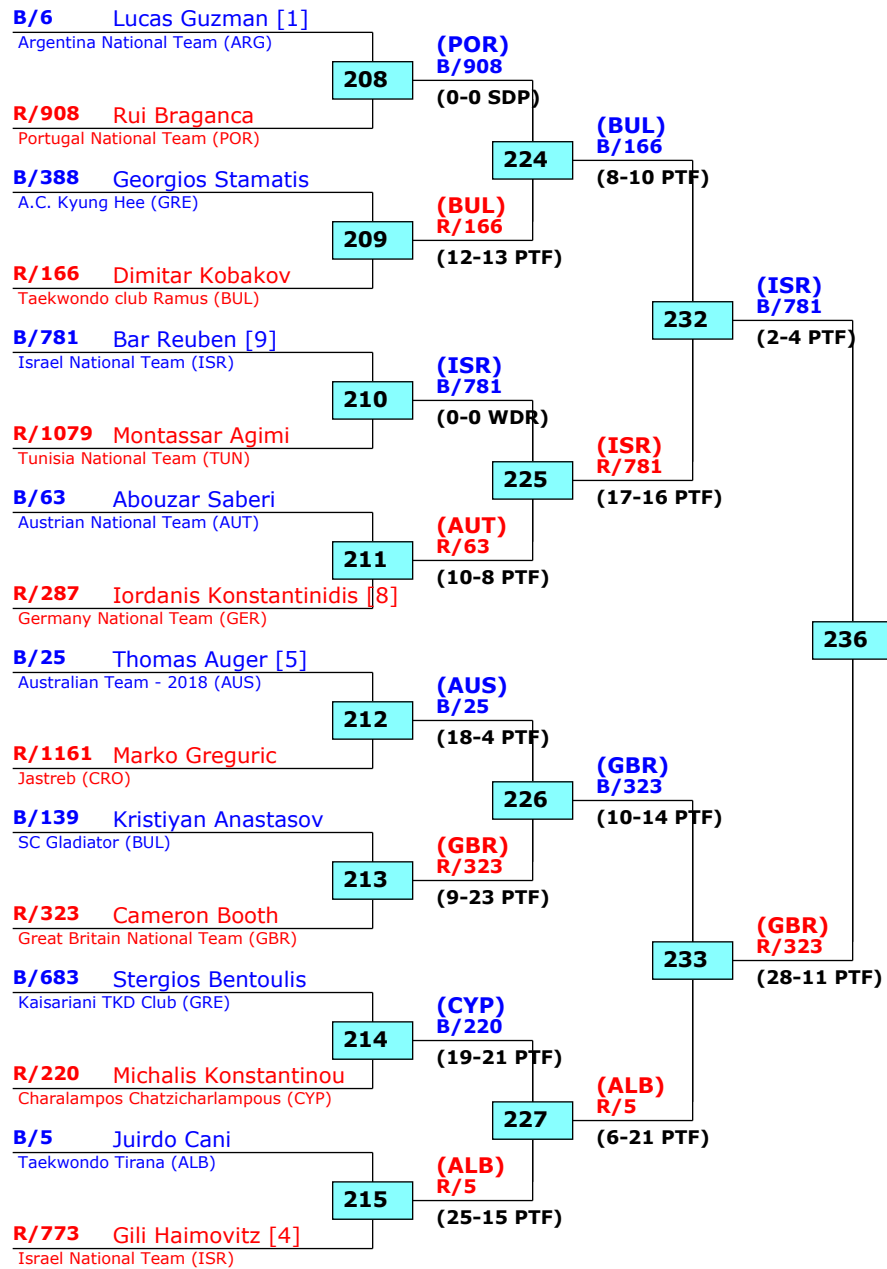 B/6 Lucas Guzman [1]
Argentina National Team (ARG)
208
R/908 Rui Braganca
Portugal National Team (POR)
(POR)
B/908
(0-0 SDP)
224
B/388 Georgios Stamatis
A.C. Kyung Hee (GRE)
209
R/166 Dimitar Kobakov
Taekwondo club Ramus (BUL)
(BUL)
R/166
(12-13 PTF)
(BUL)
B/166
(8-10 PTF)
232
B/781 Bar Reuben [9]
Israel National Team (ISR)
210
R/1079 Montassar Agimi
Tunisia National Team (TUN)
(ISR)
B/781
(0-0 WDR)
225
B/63 Abouzar Saberi
Austrian National Team (AUT)
211
R/287 Iordanis Konstantinidis [8]
Germany National Team (GER)
(AUT)
R/63
(10-8 PTF)
(ISR)
R/781
(17-16 PTF)
(ISR)
B/781
(2-4 PTF)
236
B/25 Thomas Auger [5]
Australian Team - 2018 (AUS)
212
R/1161 Marko Greguric
Jastreb (CRO)
(AUS)
B/25
(18-4 PTF)
226
B/139 Kristiyan Anastasov
SC Gladiator (BUL)
213
R/323 Cameron Booth
Great Britain National Team (GBR)
(GBR)
R/323
(9-23 PTF)
(GBR)
B/323
(10-14 PTF)
233
B/683 Stergios Bentoulis
Kaisariani TKD Club (GRE)
214
R/220 Michalis Konstantinou
Charalampos Chatzicharlampous (CYP)
(CYP)
B/220
(19-21 PTF)
227
B/5 Juirdo Cani
Taekwondo Tirana (ALB)
215
R/773 Gili Haimovitz [4]
Israel National Team (ISR)
(ALB)
R/5
(25-15 PTF)
(ALB)
R/5
(6-21 PTF)
(GBR)
R/323
(28-11 PTF)